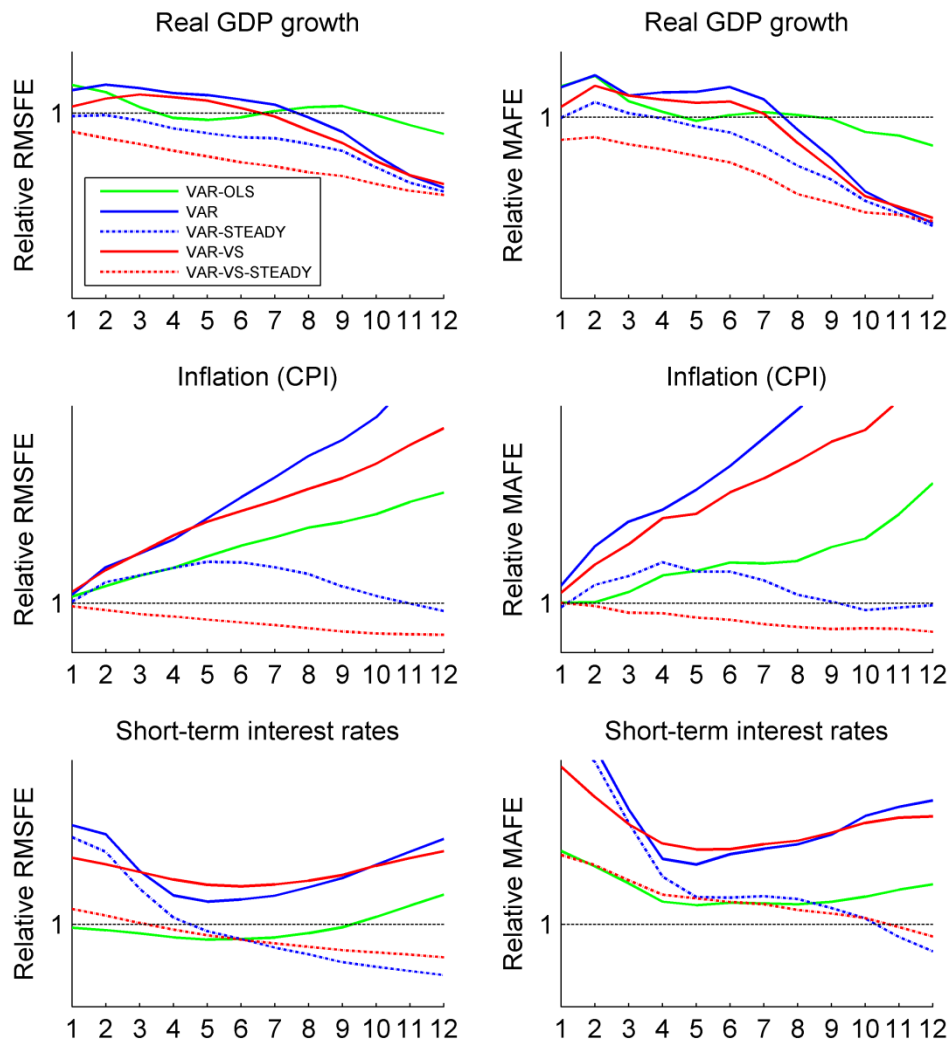 Real GDP growth
Relative RMSFE
1
VAR-OLS
VAR
VAR-STEADY
VAR-VS
VAR-VS-STEADY
1 2 3 4 5 6 7 8 9 10 11 12
Real GDP growth
Relative MAFE
1
1 2 3 4 5 6 7 8 9 10 11 12
Inflation (CPI)
Relative RMSFE
1
1 2 3 4 5 6 7 8 9 10 11 12
Inflation (CPI)
Relative MAFE
1
1 2 3 4 5 6 7 8 9 10 11 12
Short-term interest rates
Relative RMSFE
1
1 2 3 4 5 6 7 8 9 10 11 12
Short-term interest rates
Relative MAFE
1
1 2 3 4 5 6 7 8 9 10 11 12